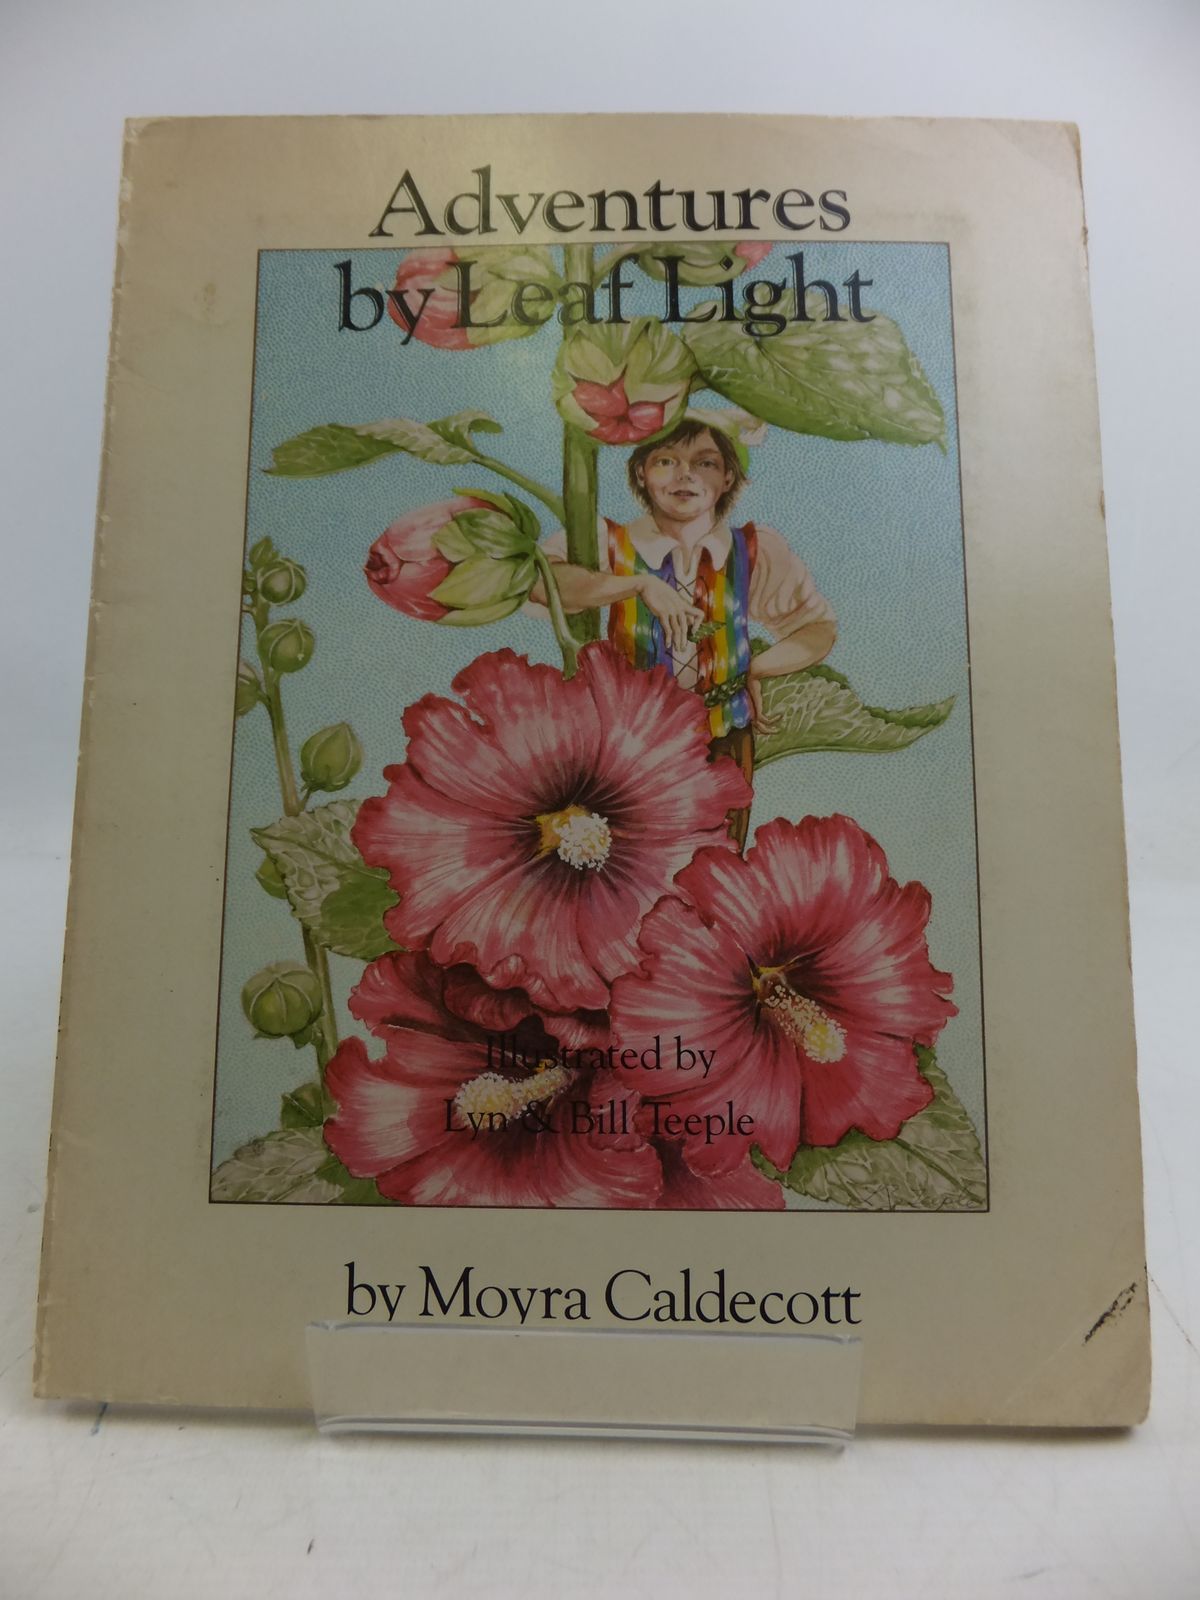 Adventures
by Leaf Light
Illustrated by
Lyn & Bill Teeple
by Moyra Caldecott